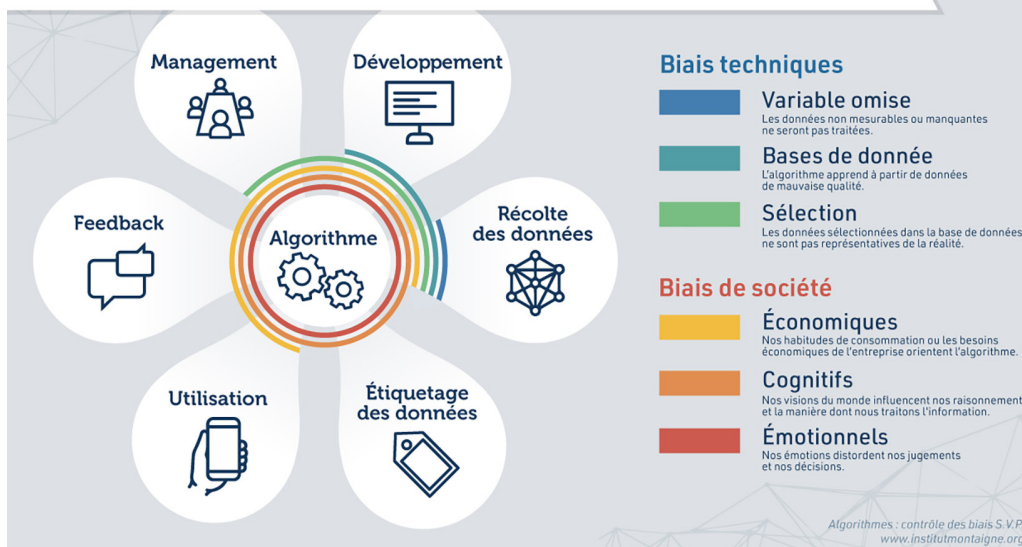 Management
Développement
Feedback
Algorithme
Récolte
des données
Utilisation
Étiquetage
des données
Biais techniques
Variable omise
Les données non mesurables ou manquantes
ne seront pas traitées.
Bases de donnée
L'algorithme apprend à partir de données
de mauvaise qualité.
Sélection
Les données sélectionnées dans la base de données
ne sont pas représentatives de la réalité.
Biais de société
Économiques
Nos habitudes de consommation ou les besoins
économiques de l'entreprise orientent l'algorithme.
Cognitifs
Nos visions du monde influencent nos raisonnement
et la manière dont nous traitons l'information.
Émotionnels
Nos émotions distordent nos jugements
et nos décisions.
Algorithmes : contrôle des biais S.V.P
www.institutmontaigne.org